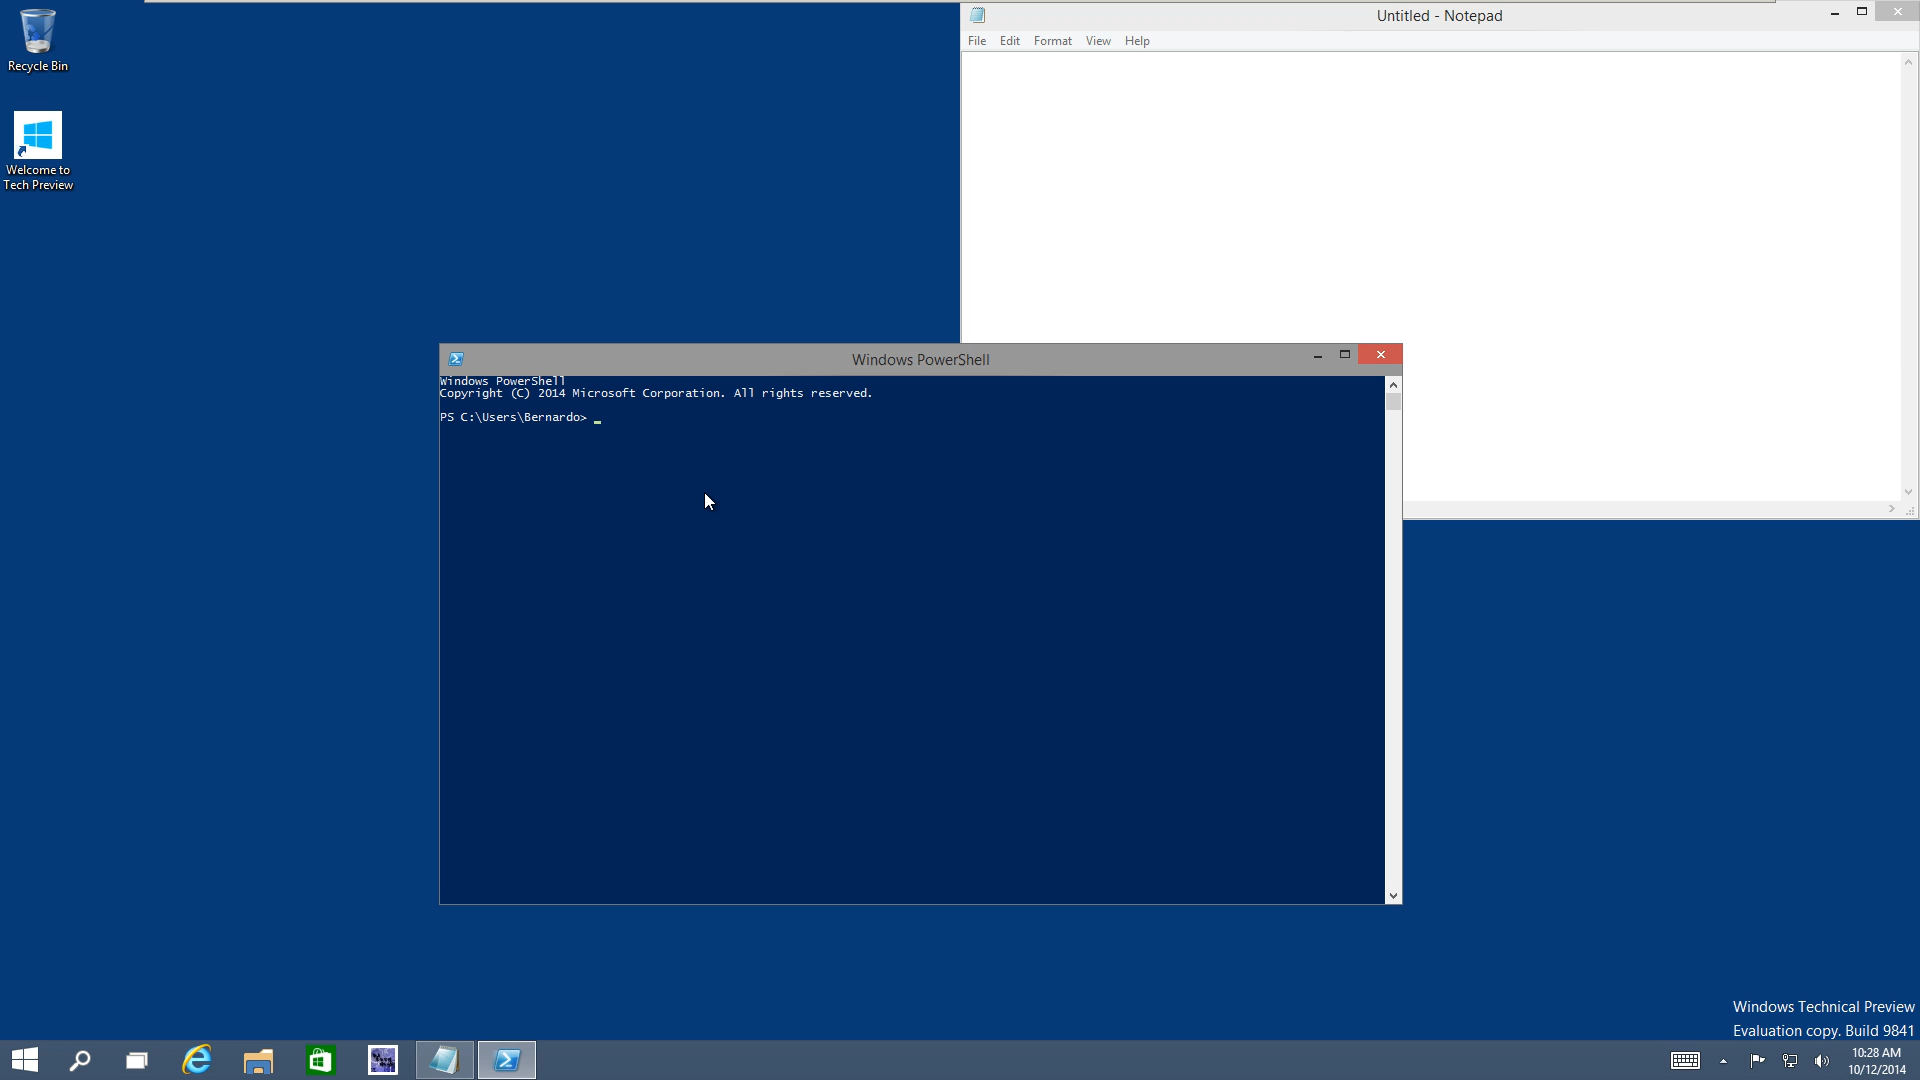 Recycle Bin
Welcome to
Tech Preview
Untitled - Notepad
File Edit Format View Help
Windows PowerShell
Windows PowerShell
Copyright (C) 2014 Microsoft Corporation. All rights reserved.
PS C:\Users\Bernardo>
Windows Technical Preview
Evaluation copy. Build 9841
10:28 AM
10/12/2014